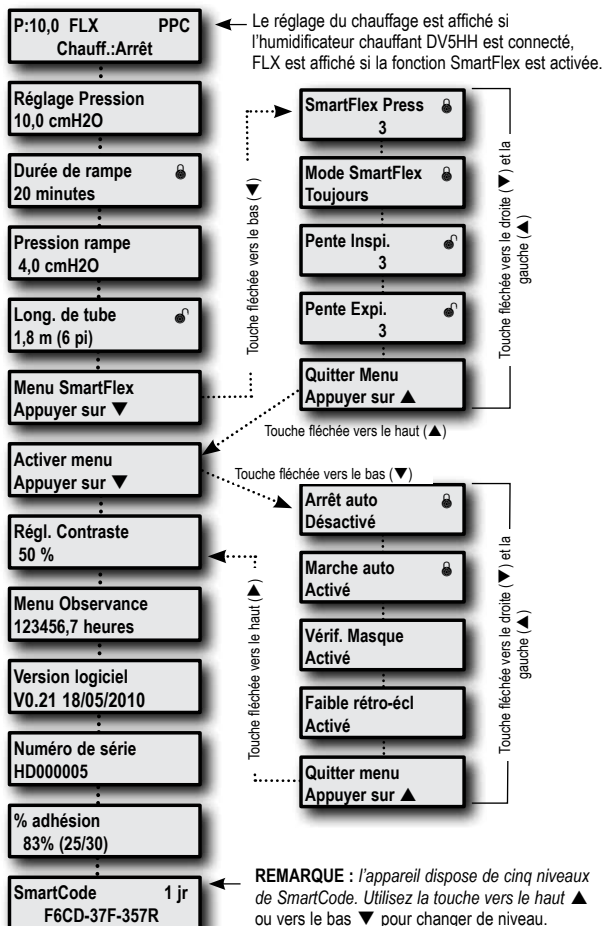 P:10,0 FLX PPC
Chauff.:Arrêt
Le réglage du chauffage est affiché si
l'humidificateur chauffant DV5HH est connecté,
FLX est affiché si la fonction SmartFlex est activée.
Réglage Pression
10,0 cmH2O
Durée de rampe
20 minutes
Pression rampe
4,0 cmH2O
Long. de tube
1,8 m (6 pi)
Menu SmartFlex
Appuyer sur ▼
Touche fléchée vers le bas (▼)
SmartFlex Press
3
Mode SmartFlex
Toujours
Pente Inspi.
3
Pente Expi.
3
Quitter Menu
Appuyer sur ▲
Touche fléchée vers le droite (▼) et la
gauche (▲)
Touche fléchée vers le haut (▲)
Activer menu
Appuyer sur ▼
Touche fléchée vers le bas (▼)
Régl. Contraste
50 %
Menu Observance
123456,7 heures
Version logiciel
V0.21 18/05/2010
Numéro de série
HD000005
% adhésion
83% (25/30)
SmartCode 1 jr
F6CD-37F-357R
Touche fléchée vers le haut (▲)
Arrêt auto
Désactivé
Marche auto
Activé
Vérif. Masque
Activé
Faible rétro-écl
Activé
Quitter menu
Appuyer sur ▲
Touche fléchée vers le droite (▼) et la
gauche (▲)
REMARQUE : l'appareil dispose de cinq niveaux
de SmartCode. Utilisez la touche vers le haut ▲
ou vers le bas ▼ pour changer de niveau.